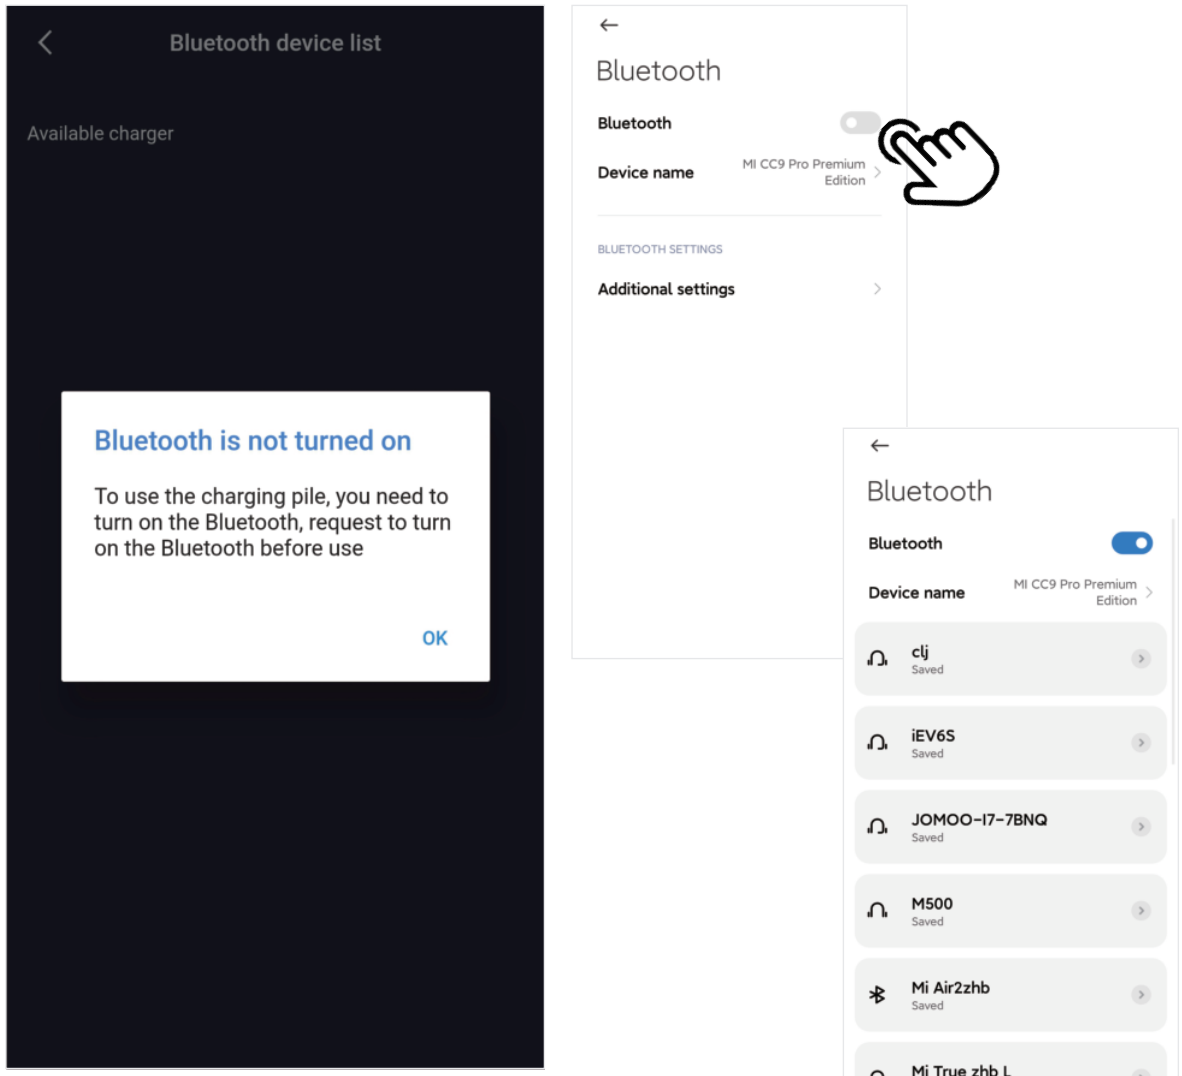 Bluetooth device list
Available charger
Bluetooth is not turned on
To use the charging pile, you need to
turn on the Bluetooth, request to turn
on the Bluetooth before use
OK
Bluetooth
Bluetooth
Device name
MI CC9 Pro Premium
Edition
BLUETOOTH SETTINGS
Additional settings
Bluetooth
Bluetooth
Device name
MI CC9 Pro Premium
Edition
clj
Saved
iEV6S
Saved
JOMOO-I7-7BNQ
Saved
M500
Saved
Mi Air2zhb
Saved
Mi True zhb L